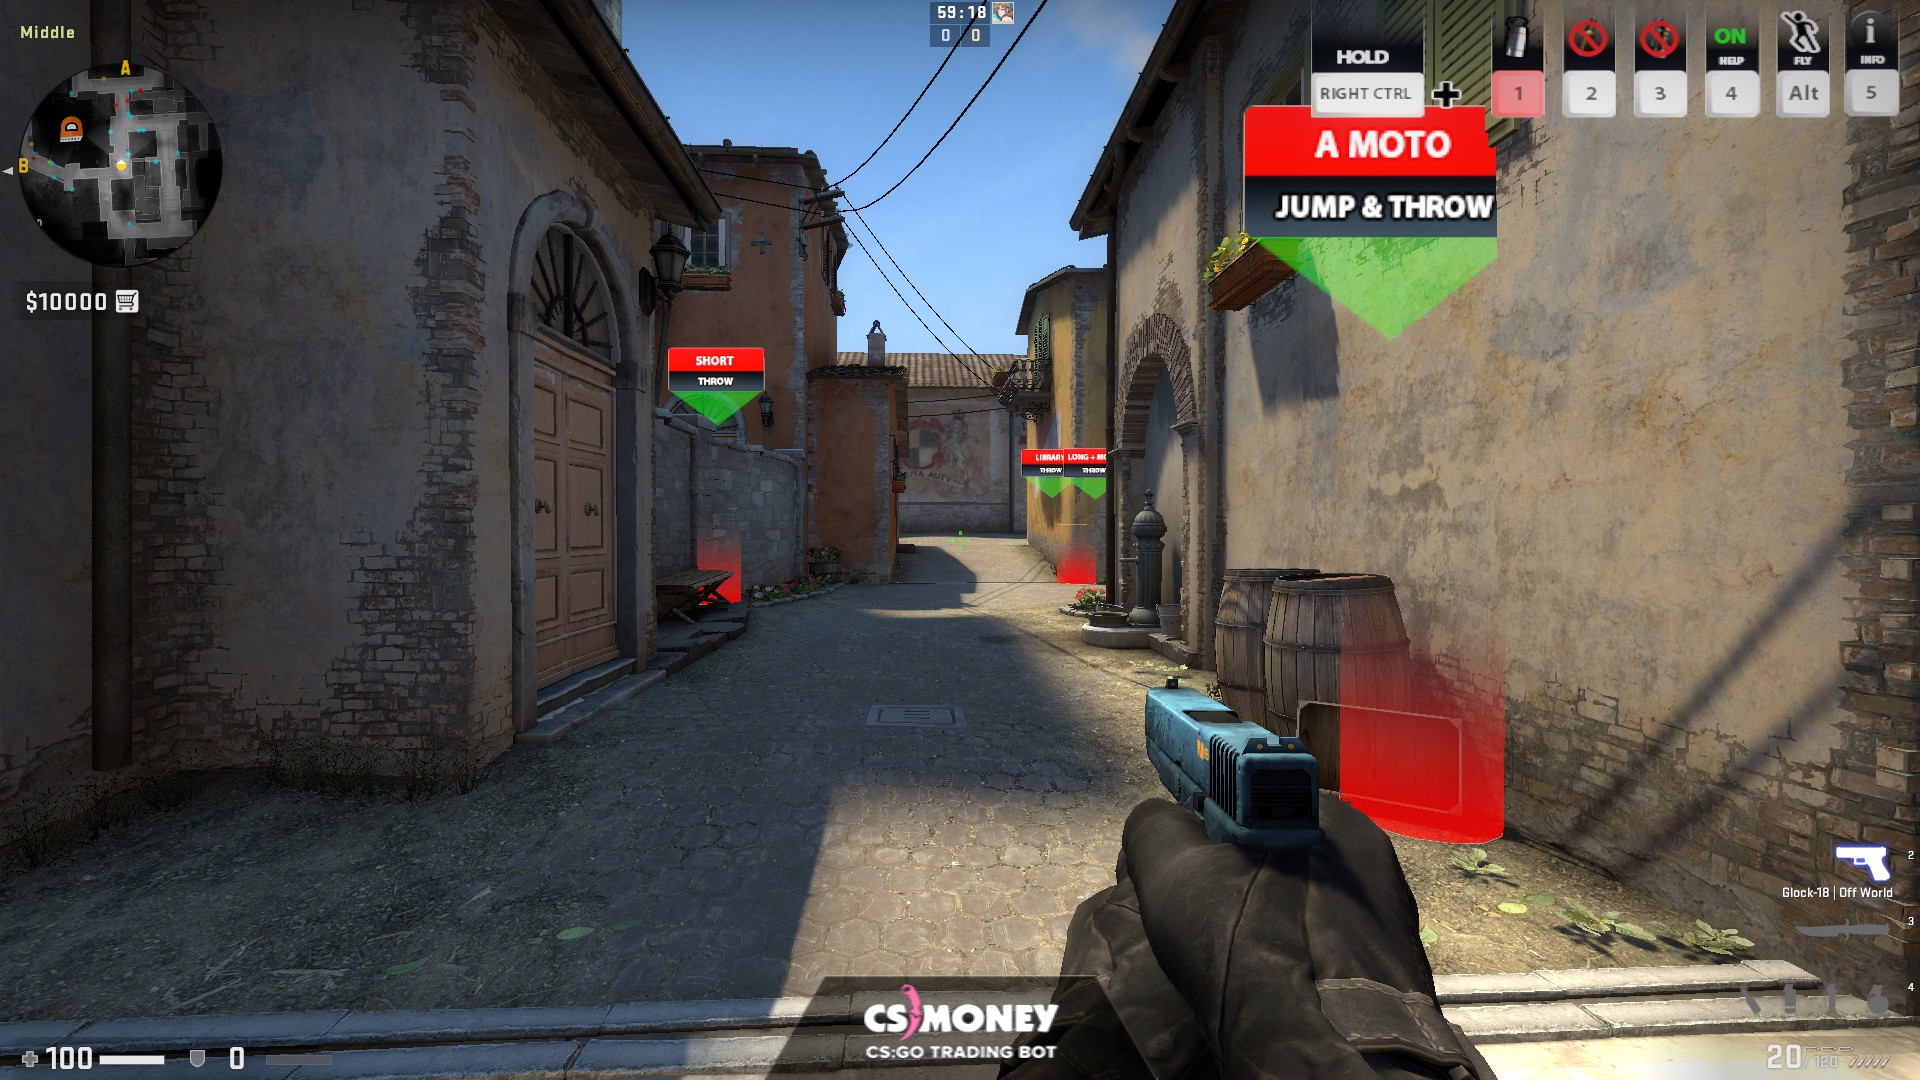 Middle
A
B
$10000
59:18
0 0
HOLD
RIGHT CTRL
+
1 2 3 4 Alt 5
ON
HELP
FLY
i
INFO
A MOTO
JUMP & THROW
SHORT
THROW
LIBRARY
THROW
LONG + MO
THROW
2
Glock-18 | Off World
3
4
CS MONEY
CS:GO TRADING BOT
100
0
20 / 120